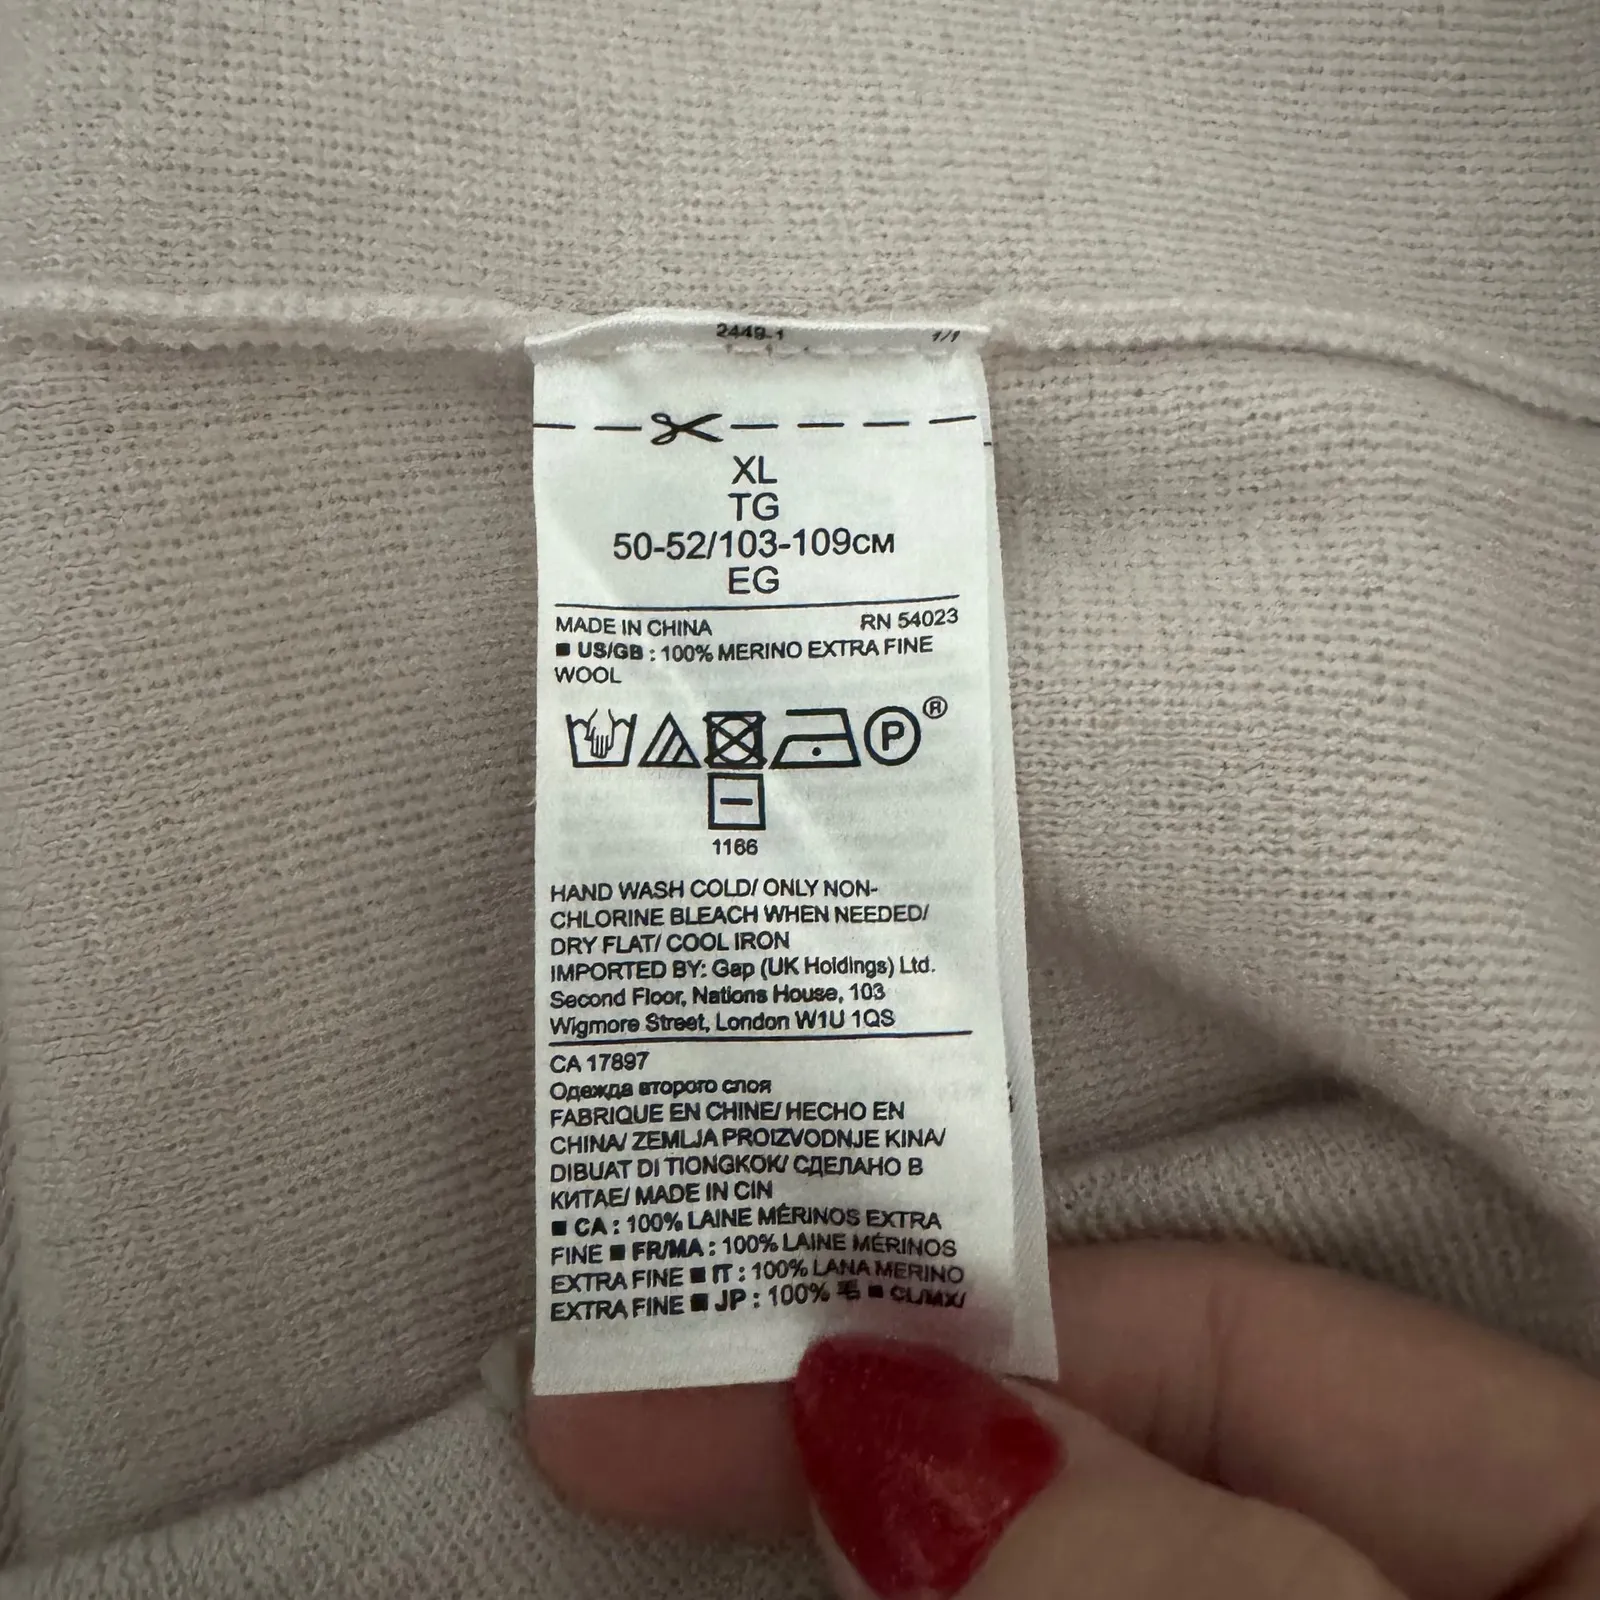 2449-1 1/1
XL
TG
50-52/103-109CM
EG
MADE IN CHINA RN 54023
■ US/GB : 100% MERINO EXTRA FINE
WOOL
P ®
1166
HAND WASH COLD/ ONLY NON-
CHLORINE BLEACH WHEN NEEDED/
DRY FLAT/ COOL IRON
IMPORTED BY: Gap (UK Holdings) Ltd.
Second Floor, Nations House, 103
Wigmore Street, London W1U 1QS
CA 17897
Одежда второго слоя
FABRIQUE EN CHINE/ HECHO EN
CHINA/ ZEMLJA PROIZVODNJE KINA/
DIBUAT DI TIONGKOK/ СДЕЛАНО В
КИТАЕ/ MADE IN CIN
■ CA : 100% LAINE MÉRINOS EXTRA
FINE ■ FR/MA : 100% LAINE MÉRINOS
EXTRA FINE ■ IT : 100% LANA MERINO
EXTRA FINE ■ JP : 100% 毛 ■ CL/MX/